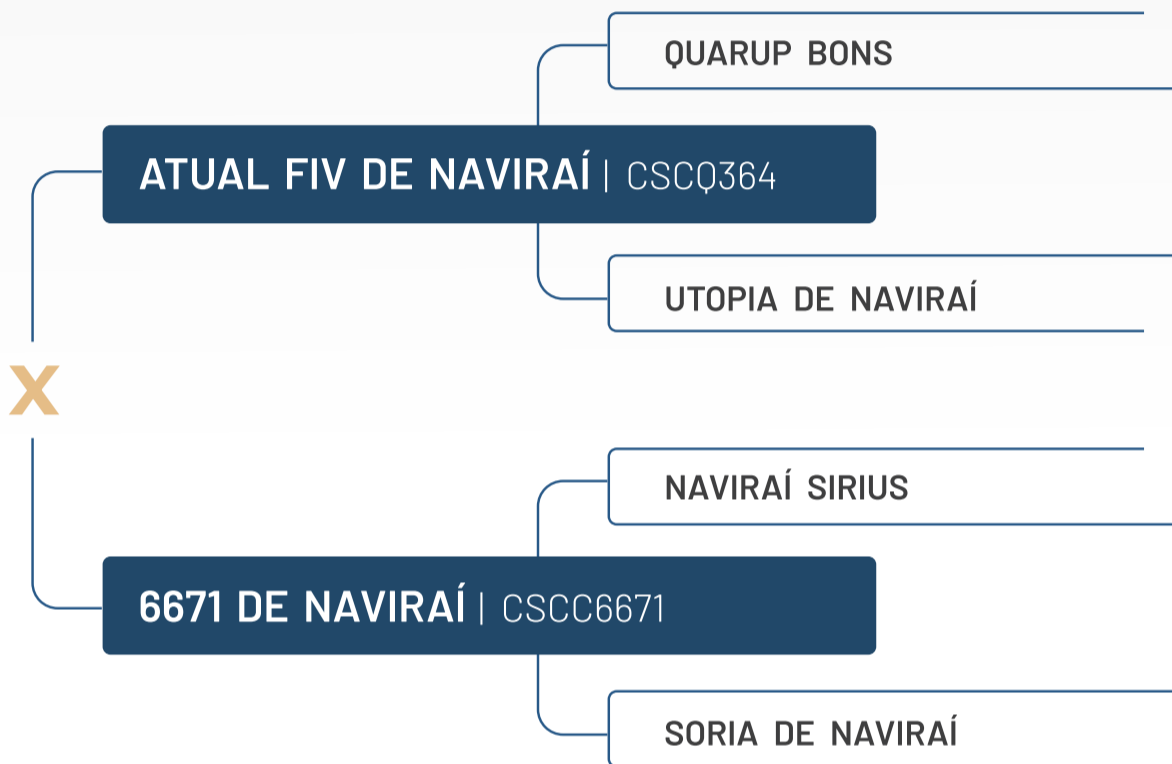 QUARUP BONS
ATUAL FIV DE NAVIRAÍ | CSCQ364
UTOPIA DE NAVIRAÍ
X
NAVIRAÍ SIRIUS
6671 DE NAVIRAÍ | CSCC6671
SORIA DE NAVIRAÍ